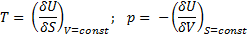 T = (δU/δS)_{V=const} ; p = −(δU/δV)_{S=const}